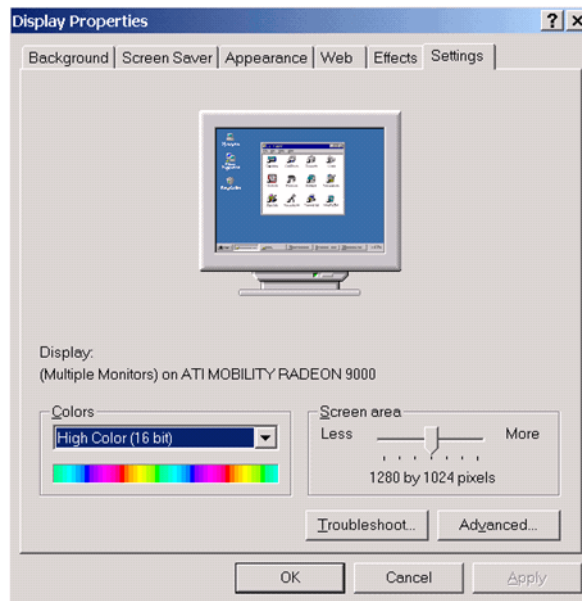 Display Properties
Background Screen Saver Appearance Web Effects Settings
Display:
(Multiple Monitors) on ATI MOBILITY RADEON 9000
Colors
High Color (16 bit)
Screen area
Less More
1280 by 1024 pixels
Troubleshoot... Advanced...
OK Cancel Apply